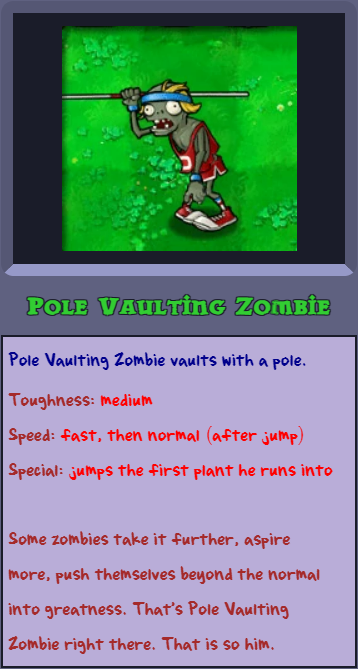 Pole Vaulting Zombie
Pole Vaulting Zombie vaults with a pole.
Toughness: medium
Speed: fast, then normal (after jump)
Special: jumps the first plant he runs into
Some zombies take it further, aspire
more, push themselves beyond the normal
into greatness. That's Pole Vaulting
Zombie right there. That is so him.